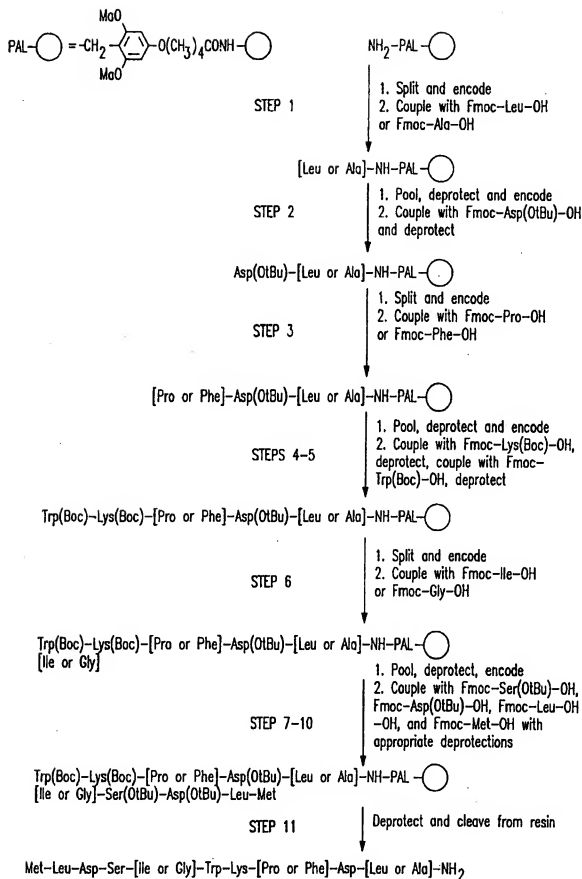 MaO
PAL- =-CH2- -O(CH3)4CONH-
MaO
NH2-PAL-
STEP 1
1. Split and encode
2. Couple with Fmoc-Leu-OH
or Fmoc-Ala-OH
[Leu or Ala]-NH-PAL-
STEP 2
1. Pool, deprotect and encode
2. Couple with Fmoc-Asp(OtBu)-OH
and deprotect
Asp(OtBu)-[Leu or Ala]-NH-PAL-
STEP 3
1. Split and encode
2. Couple with Fmoc-Pro-OH
or Fmoc-Phe-OH
[Pro or Phe]-Asp(OtBu)-[Leu or Ala]-NH-PAL-
STEPS 4-5
1. Pool, deprotect and encode
2. Couple with Fmoc-Lys(Boc)-OH,
deprotect, couple with Fmoc-
Trp(Boc)-OH, deprotect
Trp(Boc)-Lys(Boc)-[Pro or Phe]-Asp(OtBu)-[Leu or Ala]-NH-PAL-
STEP 6
1. Split and encode
2. Couple with Fmoc-Ile-OH
or Fmoc-Gly-OH
Trp(Boc)-Lys(Boc)-[Pro or Phe]-Asp(OtBu)-[Leu or Ala]-NH-PAL-
[Ile or Gly]
STEP 7-10
1. Pool, deprotect, encode
2. Couple with Fmoc-Ser(OtBu)-OH,
Fmoc-Asp(OtBu)-OH, Fmoc-Leu-OH
-OH, and Fmoc-Met-OH with
appropriate deprotections
Trp(Boc)-Lys(Boc)-[Pro or Phe]-Asp(OtBu)-[Leu or Ala]-NH-PAL-
[Ile or Gly]-Ser(OtBu)-Asp(OtBu)-Leu-Met
STEP 11
Deprotect and cleave from resin
Met-Leu-Asp-Ser-[Ile or Gly]-Trp-Lys-[Pro or Phe]-Asp-[Leu or Ala]-NH2